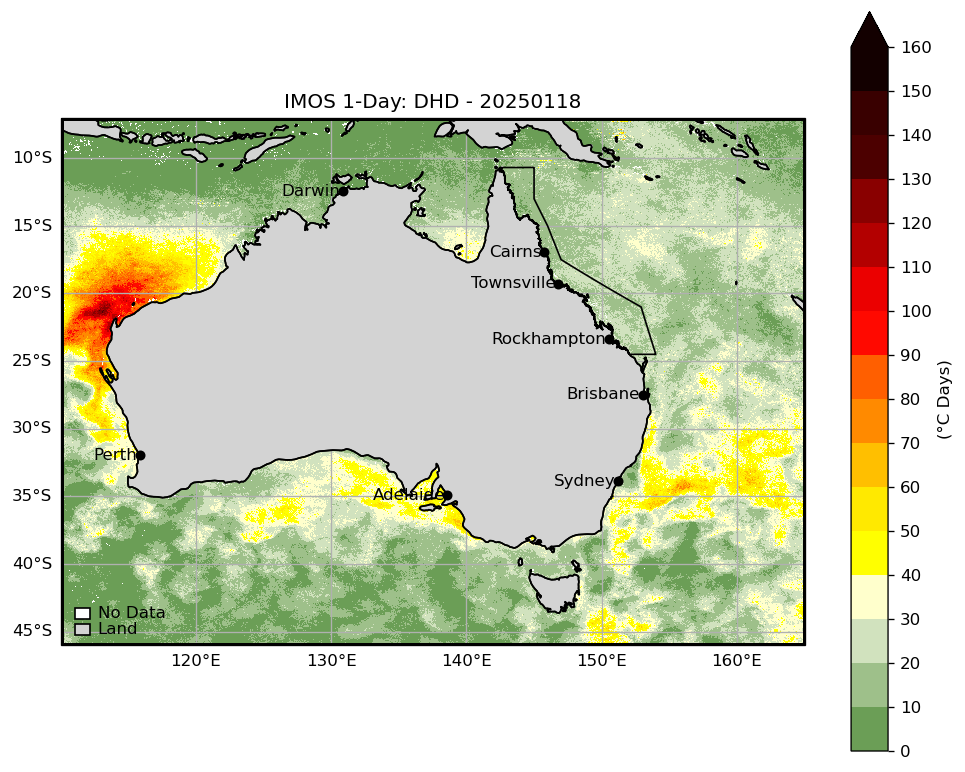 IMOS 1-Day: DHD - 20250118
10°S
15°S
20°S
25°S
30°S
35°S
40°S
45°S
120°E
130°E
140°E
150°E
160°E
Darwin
Cairns
Townsville
Rockhampton
Brisbane
Perth
Sydney
Adelaide
No Data
Land
160
150
140
130
120
110
100
90
80
70
60
50
40
30
20
10
0
(°C Days)